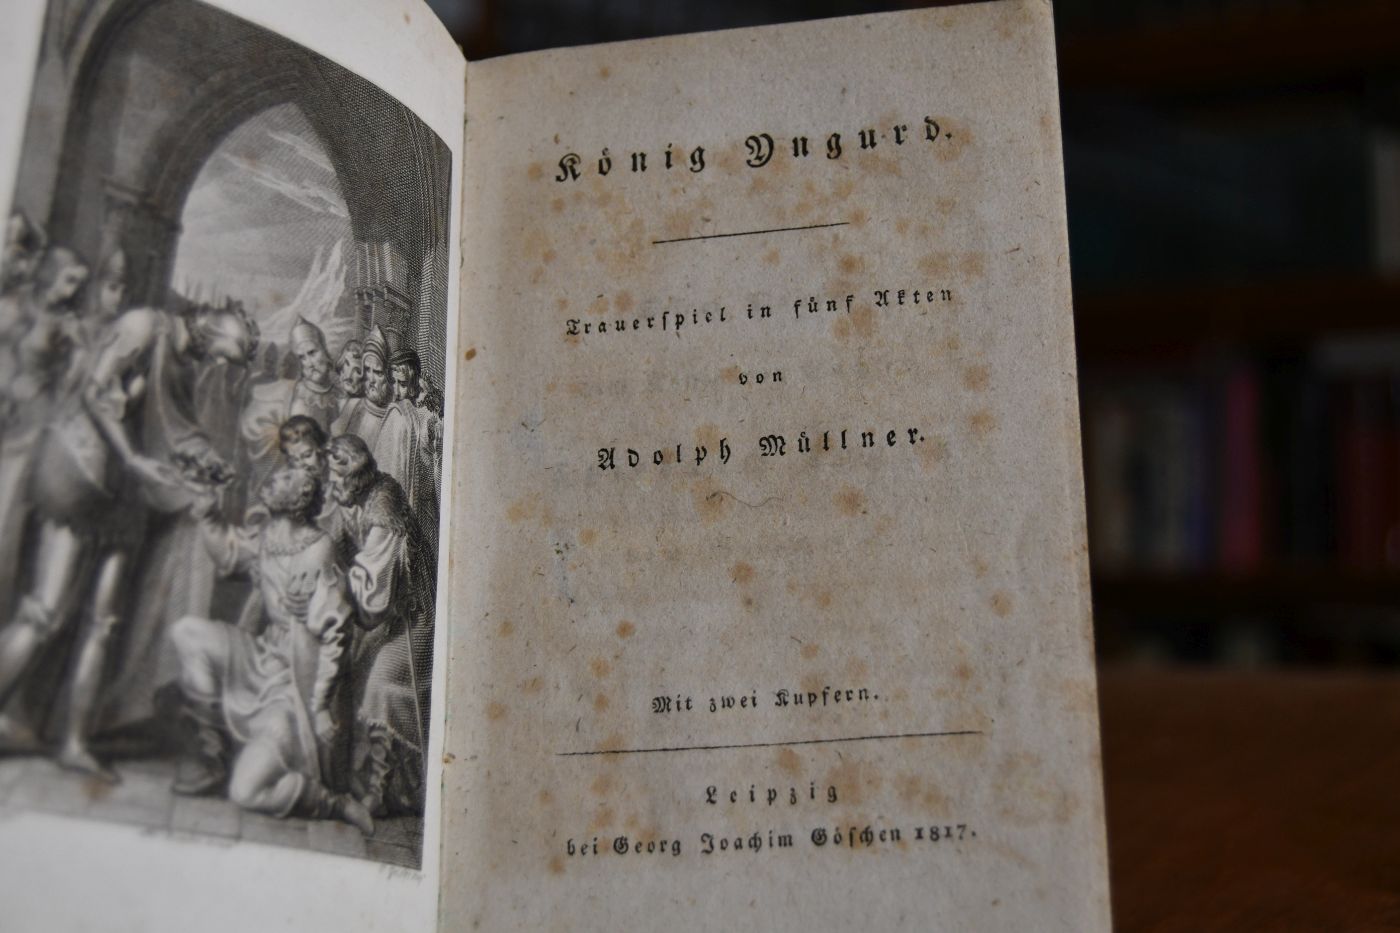 König Yngurd.
Trauerſpiel in fünf Akten
von
Adolph Müllner.
Mit zwei Kupfern.
Leipzig
bei Georg Joachim Göſchen 1817.